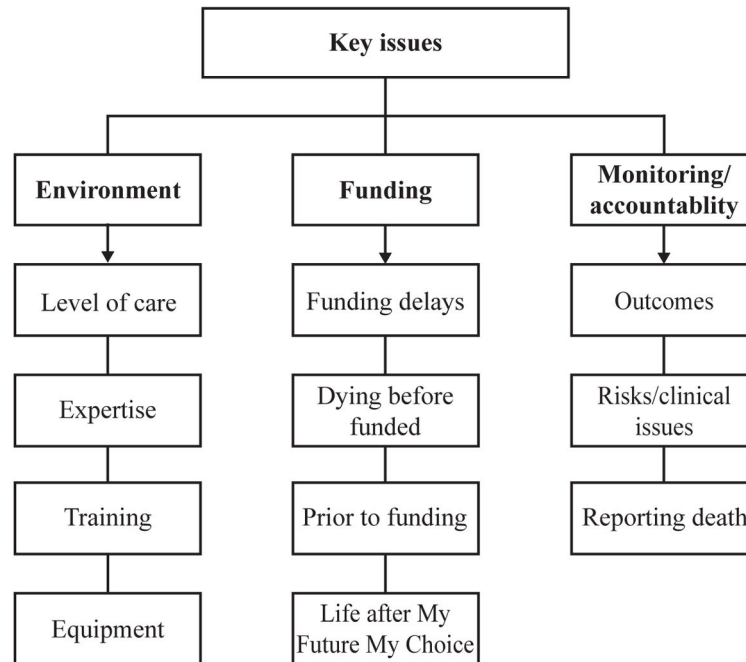 Key issues
Environment
Level of care
Expertise
Training
Equipment
Funding
Funding delays
Dying before
funded
Prior to funding
Life after My
Future My Choice
Monitoring/
accountablity
Outcomes
Risks/clinical
issues
Reporting death